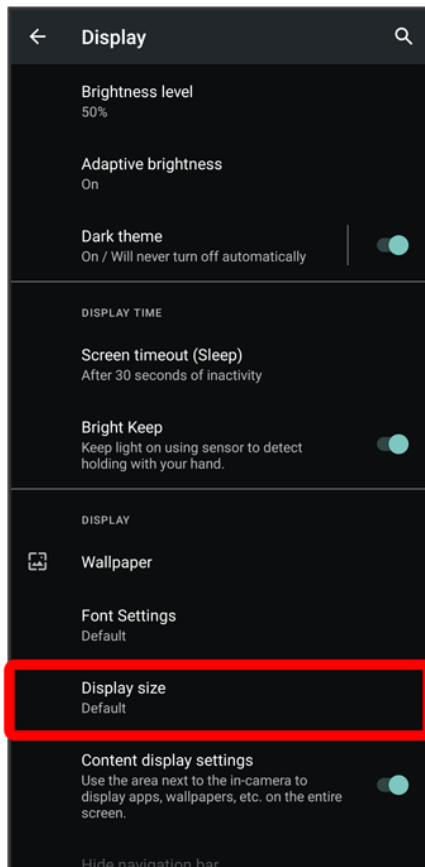 Display
Brightness level
50%
Adaptive brightness
On
Dark theme
On / Will never turn off automatically
DISPLAY TIME
Screen timeout (Sleep)
After 30 seconds of inactivity
Bright Keep
Keep light on using sensor to detect
holding with your hand.
DISPLAY
Wallpaper
Font Settings
Default
Display size
Default
Content display settings
Use the area next to the in-camera to
display apps, wallpapers, etc. on the entire
screen.
Hide navigation bar